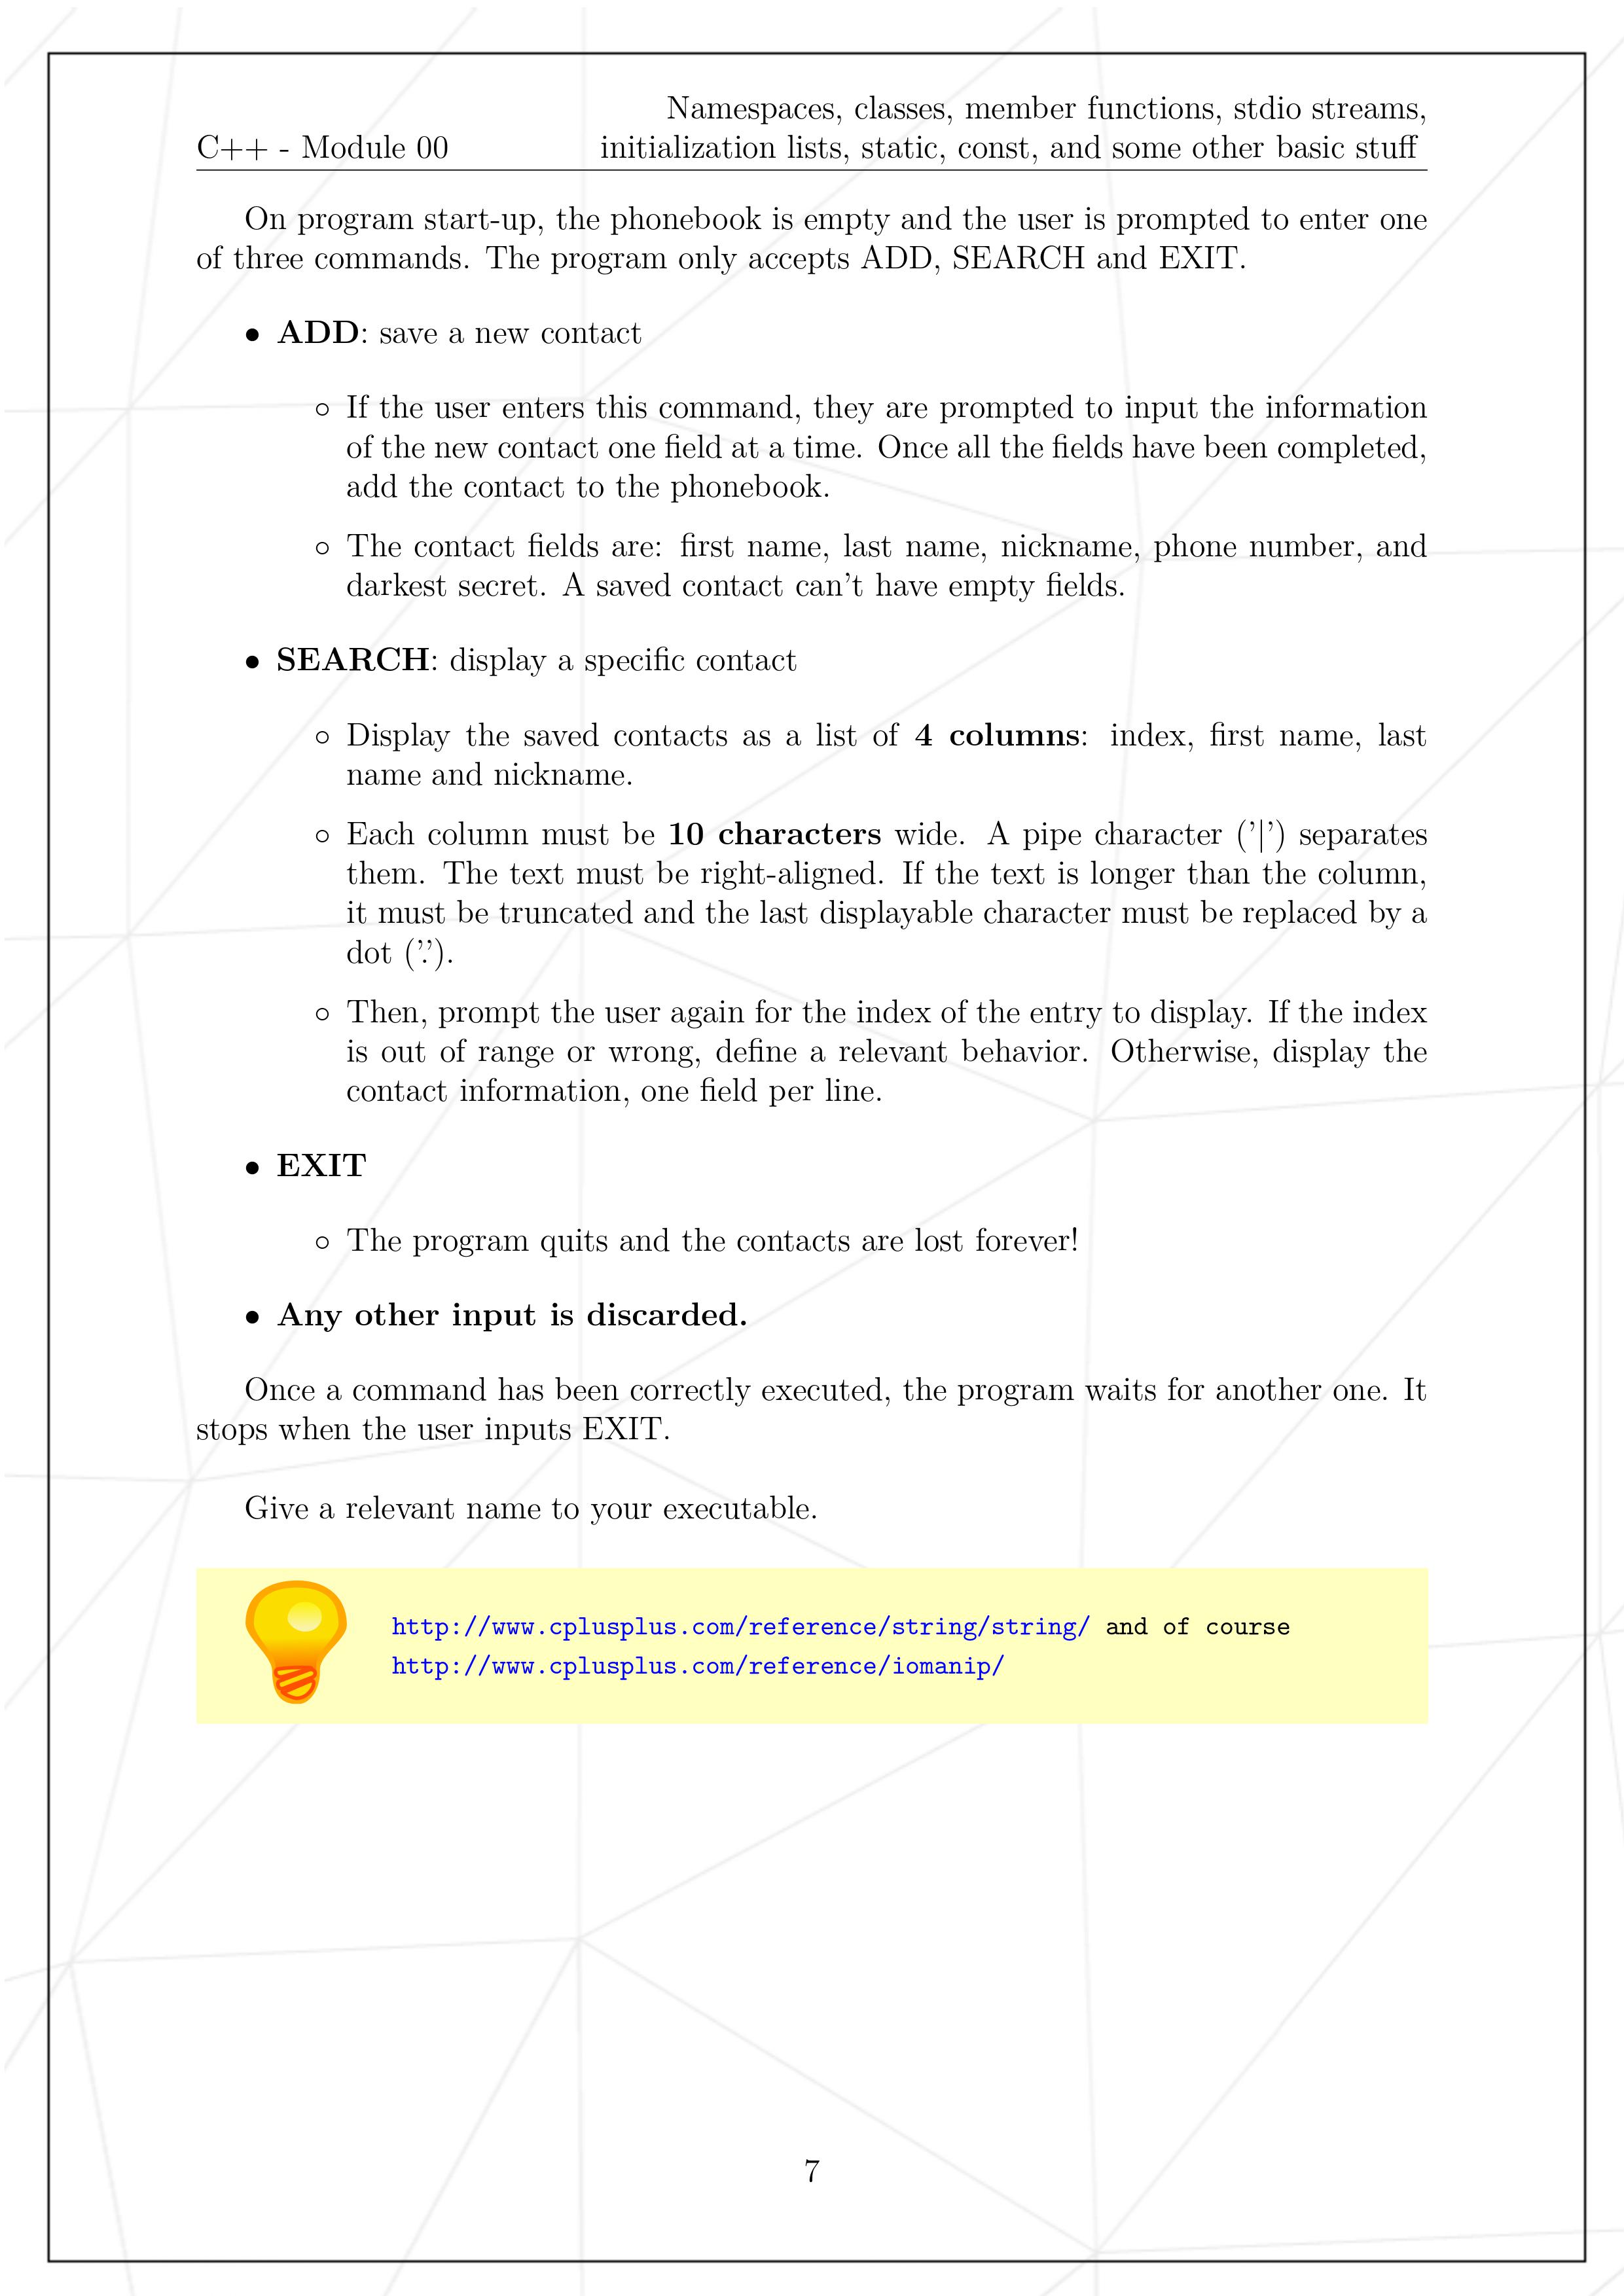 Namespaces, classes, member functions, stdio streams,
C++ - Module 00 initialization lists, static, const, and some other basic stuff
On program start-up, the phonebook is empty and the user is prompted to enter one
of three commands. The program only accepts ADD, SEARCH and EXIT.
• ADD: save a new contact
◦ If the user enters this command, they are prompted to input the information
of the new contact one field at a time. Once all the fields have been completed,
add the contact to the phonebook.
◦ The contact fields are: first name, last name, nickname, phone number, and
darkest secret. A saved contact can't have empty fields.
• SEARCH: display a specific contact
◦ Display the saved contacts as a list of 4 columns: index, first name, last
name and nickname.
◦ Each column must be 10 characters wide. A pipe character ('|') separates
them. The text must be right-aligned. If the text is longer than the column,
it must be truncated and the last displayable character must be replaced by a
dot ('.').
◦ Then, prompt the user again for the index of the entry to display. If the index
is out of range or wrong, define a relevant behavior. Otherwise, display the
contact information, one field per line.
• EXIT
◦ The program quits and the contacts are lost forever!
• Any other input is discarded.
Once a command has been correctly executed, the program waits for another one. It
stops when the user inputs EXIT.
Give a relevant name to your executable.
http://www.cplusplus.com/reference/string/string/ and of course
http://www.cplusplus.com/reference/iomanip/
7